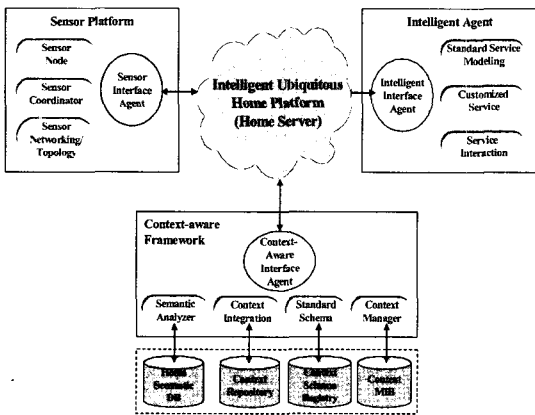 Sensor Platform
Sensor
Node
Sensor
Coordinator
Sensor
Networking/
Topology
Sensor
Interface
Agent
Intelligent Ubiquitous
Home Platform
(Home Server)
Intelligent Agent
Intelligent
Interface
Agent
Standard Service
Modeling
Customized
Service
Service
Interaction
Context-aware
Framework
Context-
Aware
Interface
Agent
Semantic
Analyzer
Context
Integration
Standard
Schema
Context
Manager
Home
Semantic
DB
Context
Repository
Context
Schema
Registry
Context
MIB